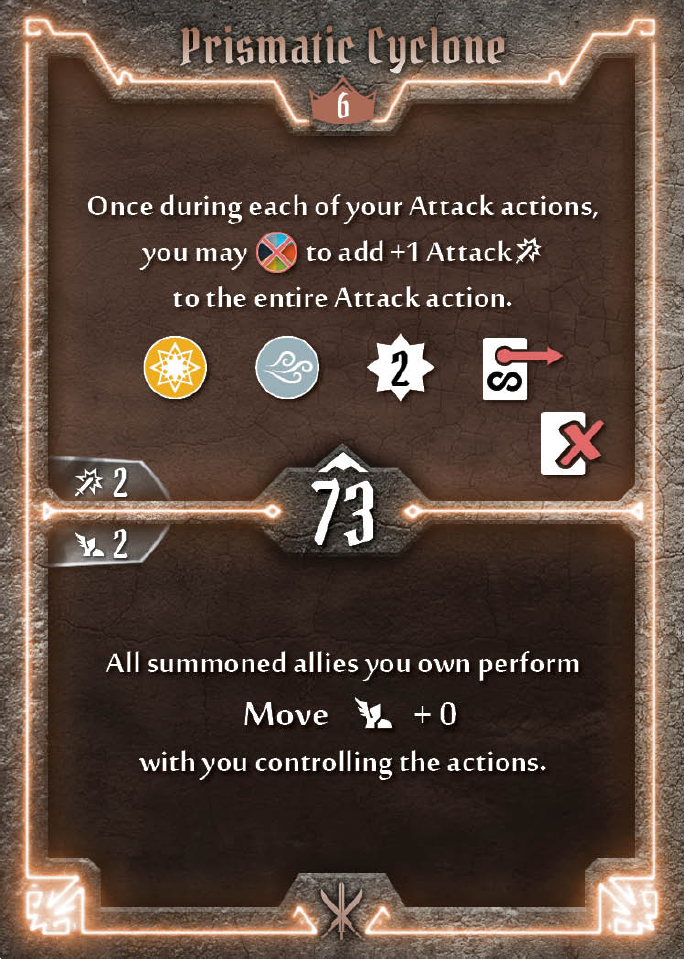 Prismatic Cyclone
6
Once during each of your Attack actions,
you may to add +1 Attack
to the entire Attack action.
2
S
2
73
2
All summoned allies you own perform
Move + 0
with you controlling the actions.